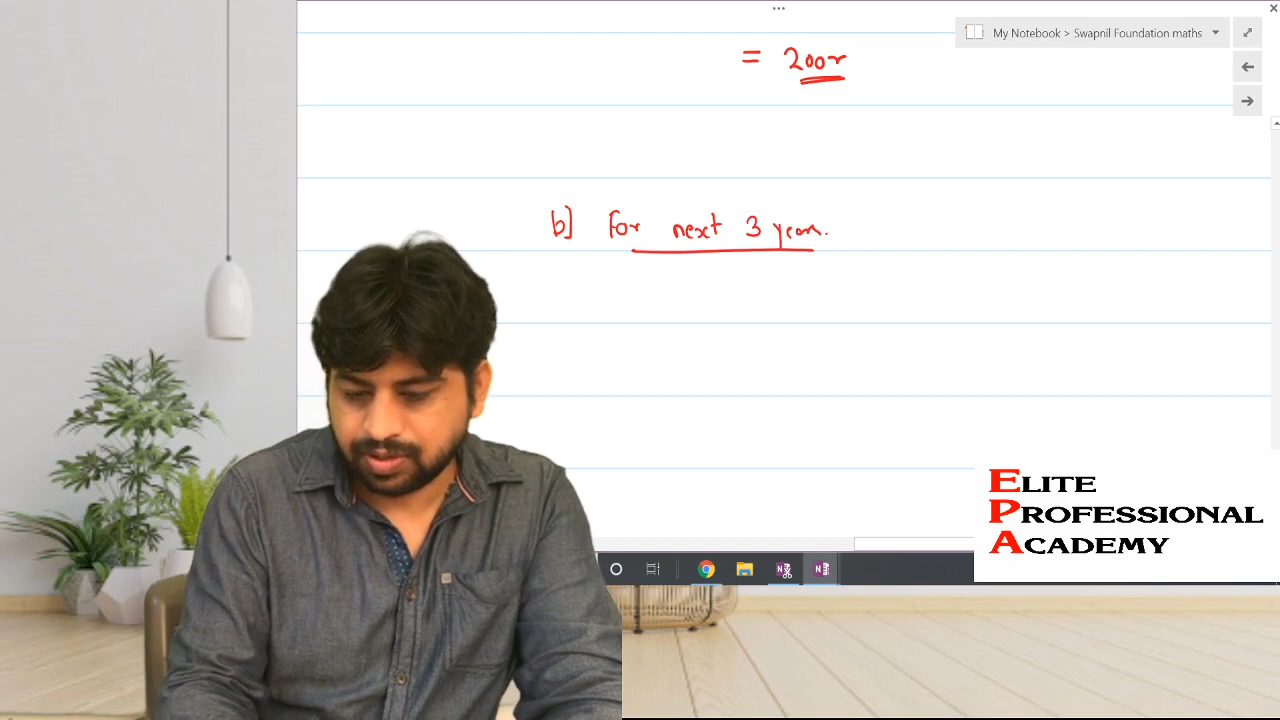 My Notebook > Swapnil Foundation maths
= 200r
b] For next 3 years.
ELITE
PROFESSIONAL
ACADEMY